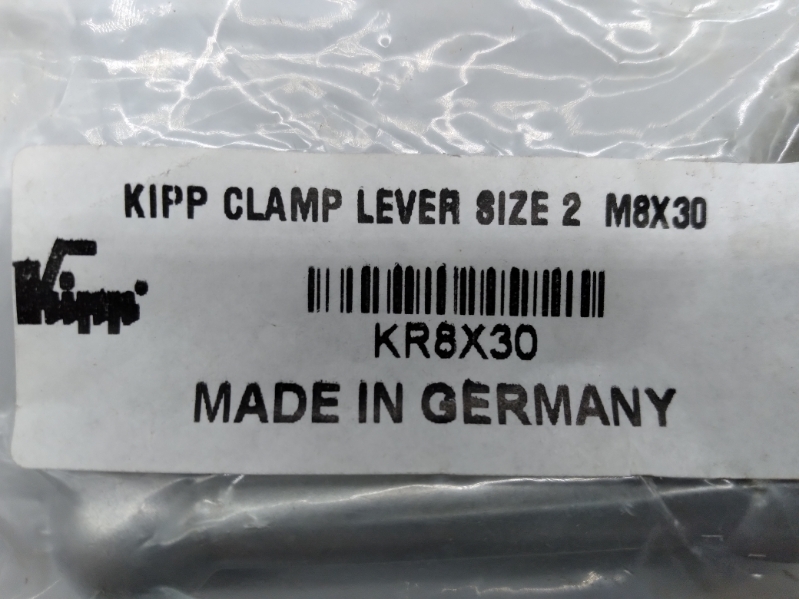 KIPP CLAMP LEVER SIZE 2 M8X30
Kipp
KR8X30
MADE IN GERMANY